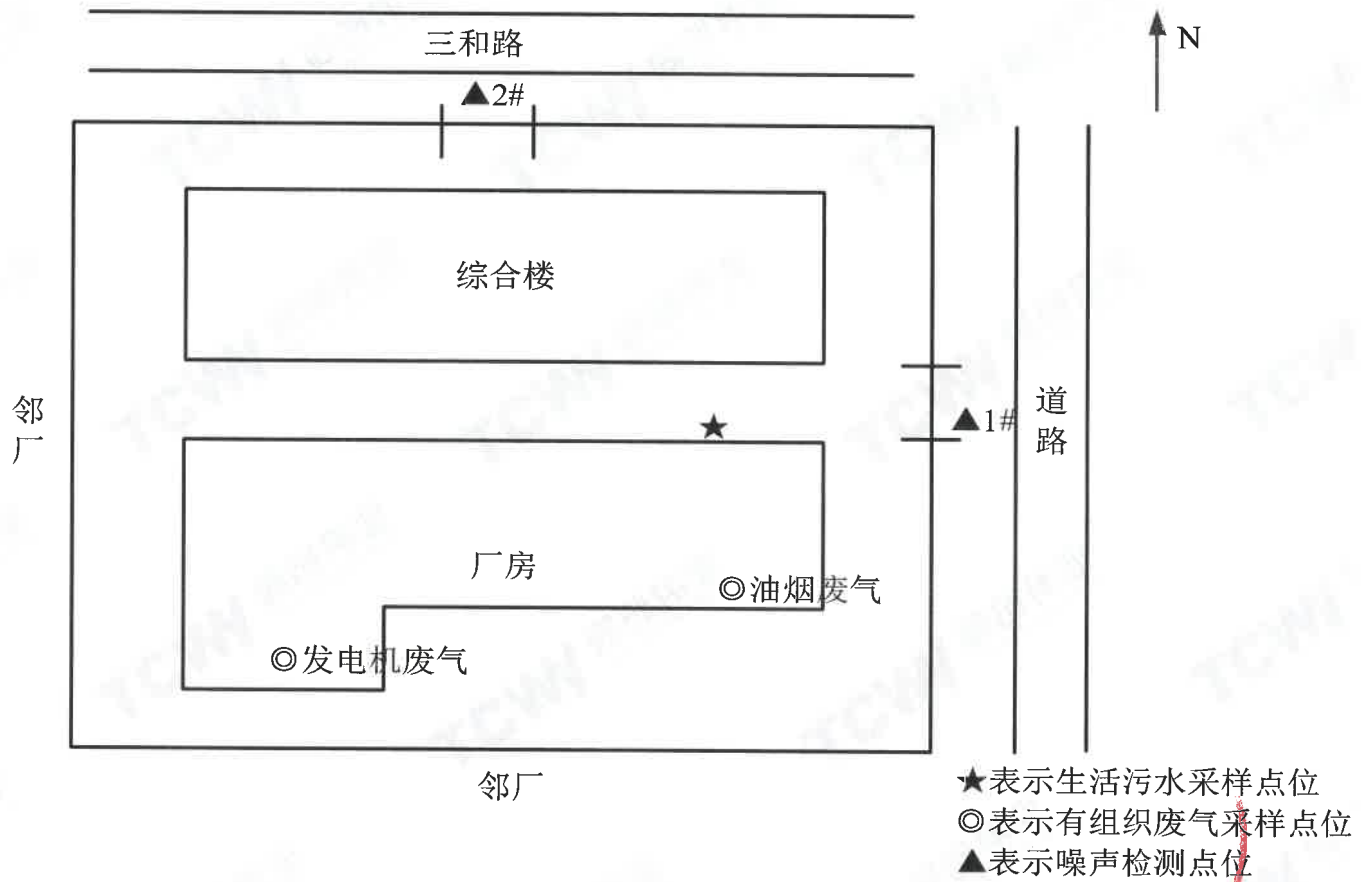 三和路
N
▲2#
综合楼
邻厂
道路
★
▲1#
厂房
◎油烟废气
◎发电机废气
邻厂
★表示生活污水采样点位
◎表示有组织废气采样点位
▲表示噪声检测点位
TCWI